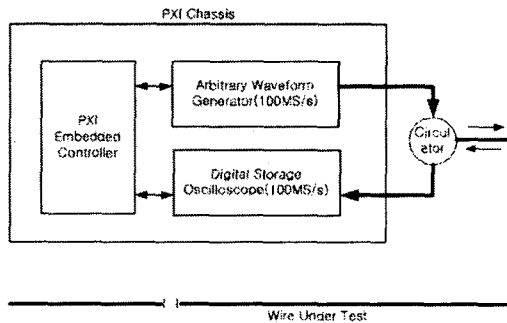 PXI Chassis
PXI
Embedded
Controller
Arbitrary Waveform
Generator(100MS/s)
Digital Storage
Oscilloscope(100MS/s)
Circul
ator
Wire Under Test